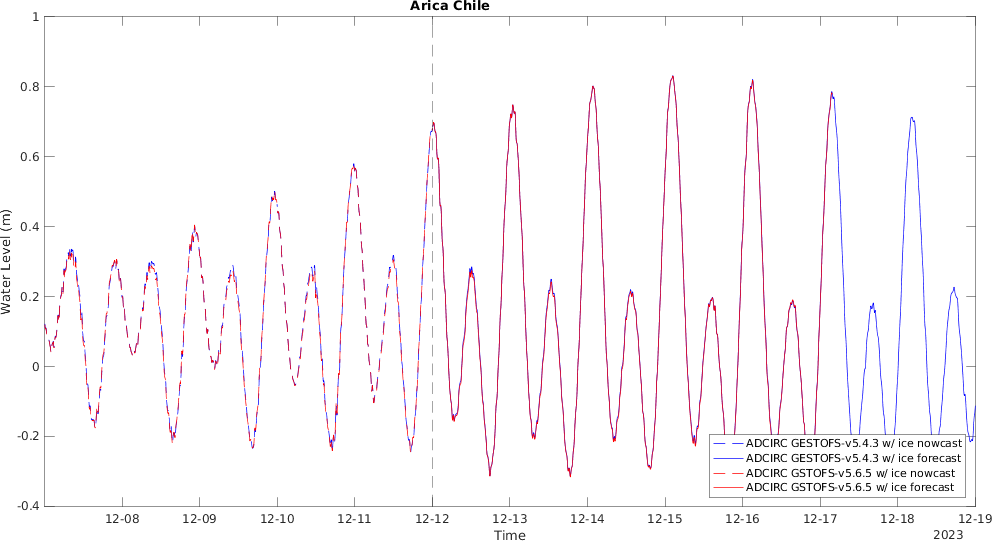 Arica Chile
1
0.8
0.6
0.4
0.2
0
-0.2
-0.4
Water Level (m)
12-08 12-09 12-10 12-11 12-12 12-13 12-14 12-15 12-16 12-17 12-18 12-19
Time
2023
ADCIRC GESTOFS-v5.4.3 w/ ice nowcast
ADCIRC GESTOFS-v5.4.3 w/ ice forecast
ADCIRC GSTOFS-v5.6.5 w/ ice nowcast
ADCIRC GSTOFS-v5.6.5 w/ ice forecast